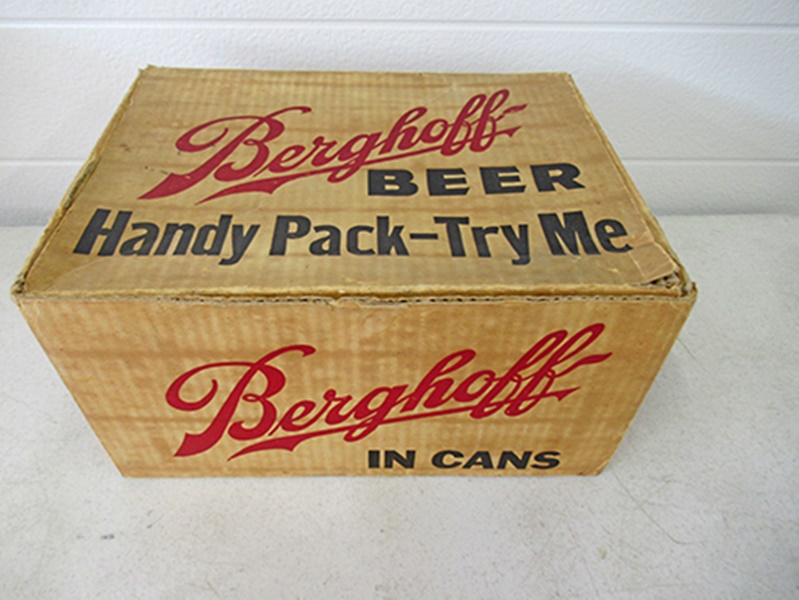 Berghoff
BEER
Handy Pack-Try Me
Berghoff
IN CANS